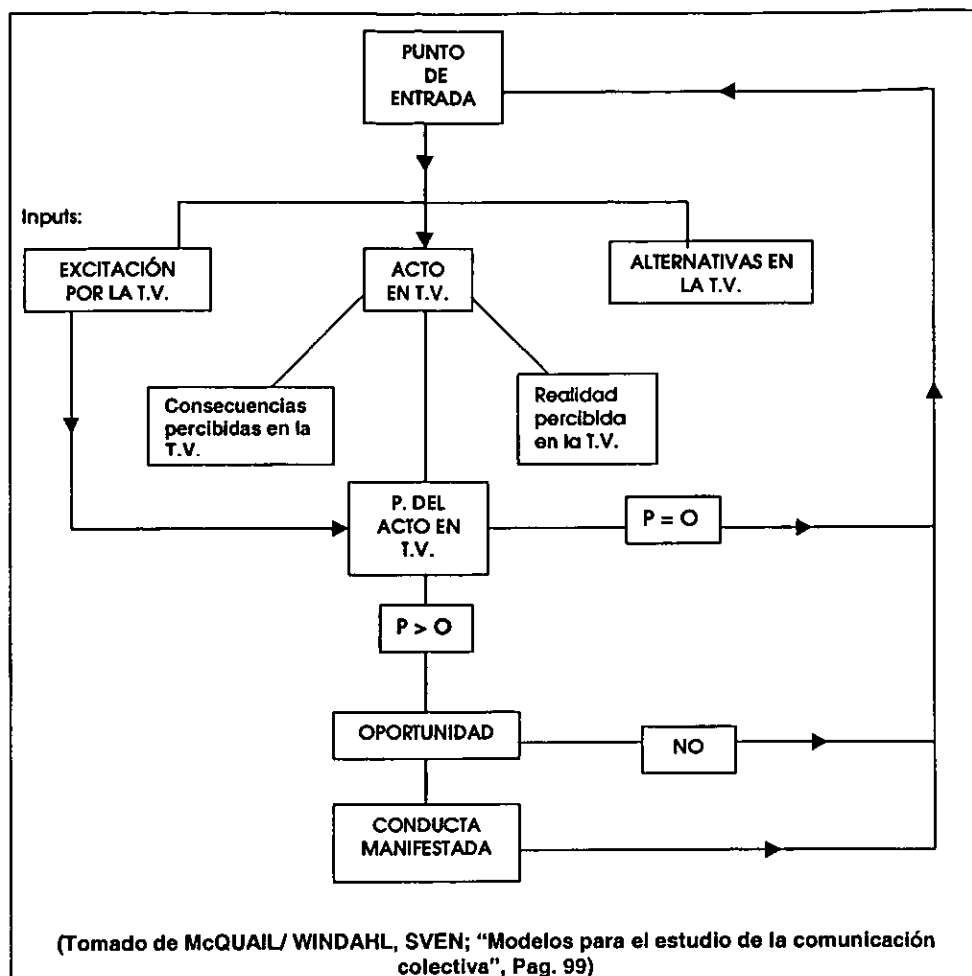 PUNTO
DE
ENTRADA
Inputs:
EXCITACIÓN
POR LA T.V.
ACTO
EN T.V.
ALTERNATIVAS EN
LA T.V.
Consecuencias
percibidas en la
T.V.
Realidad
percibida
en la T.V.
P. DEL
ACTO EN
T.V.
P = O
P > O
OPORTUNIDAD
NO
CONDUCTA
MANIFESTADA
(Tomado de McQUAIL/ WINDAHL, SVEN; “Modelos para el estudio de la comunicación
colectiva”, Pag. 99)